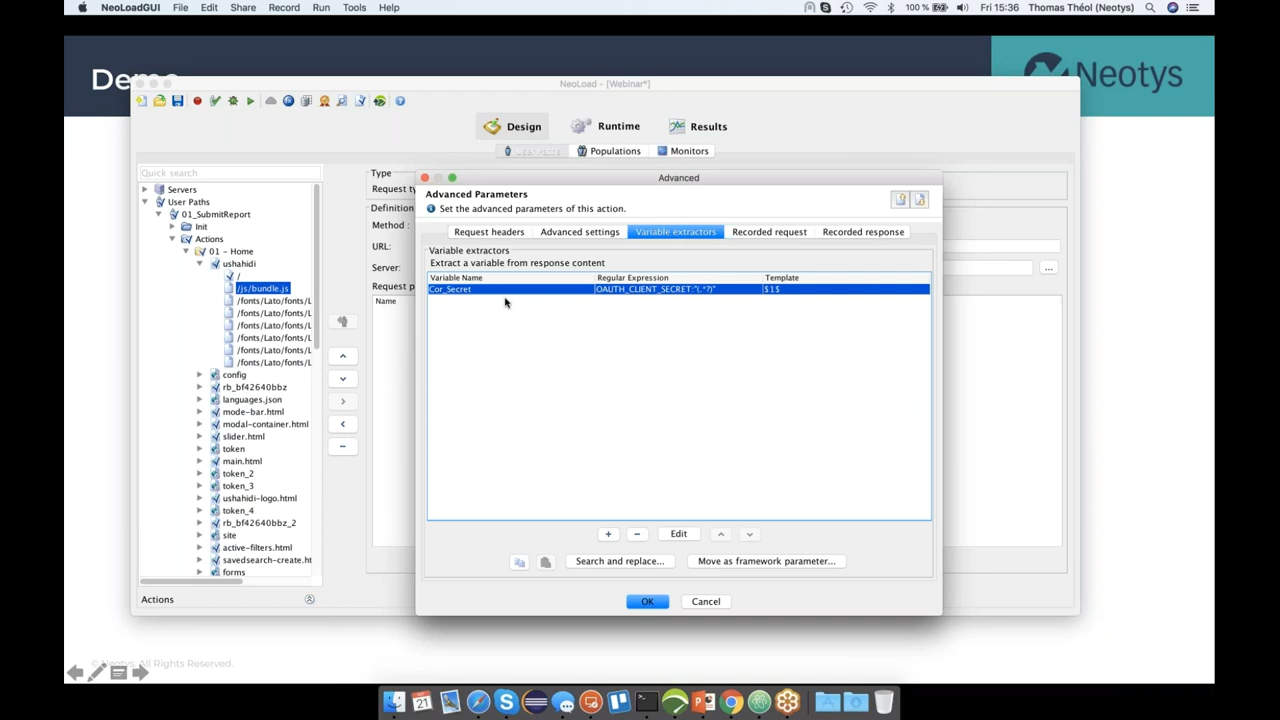 NeoLoadGUI File Edit Share Record Run Tools Help 100 % Fri 15:36 Thomas Théol (Neotys)
Neotys
NeoLoad - [Webinar*]
Design Runtime Results
User Paths Populations Monitors
Quick search
Servers
User Paths
01_SubmitReport
Init
Actions
01 - Home
ushahidi
/
/js/bundle.js
/fonts/Lato/fonts/L
/fonts/Lato/fonts/L
/fonts/Lato/fonts/L
/fonts/Lato/fonts/L
/fonts/Lato/fonts/L
/fonts/Lato/fonts/L
config
rb_bf42640bbz
languages.json
mode-bar.html
modal-container.html
slider.html
token
main.html
token_2
token_3
ushahidi-logo.html
token_4
rb_bf42640bbz_2
site
active-filters.html
savedsearch-create.ht
forms
Actions
Type
Request ty
Definition
Method :
URL:
Server:
...
Request p
Name
Advanced
Advanced Parameters
Set the advanced parameters of this action.
Request headers Advanced settings Variable extractors Recorded request Recorded response
Variable extractors
Extract a variable from response content
Variable Name Regular Expression Template
Cor_Secret OAUTH_CLIENT_SECRET:"(.*?)" $1$
+ − Edit
Search and replace... Move as framework parameter...
OK Cancel
© Neotys. All Rights Reserved.
21